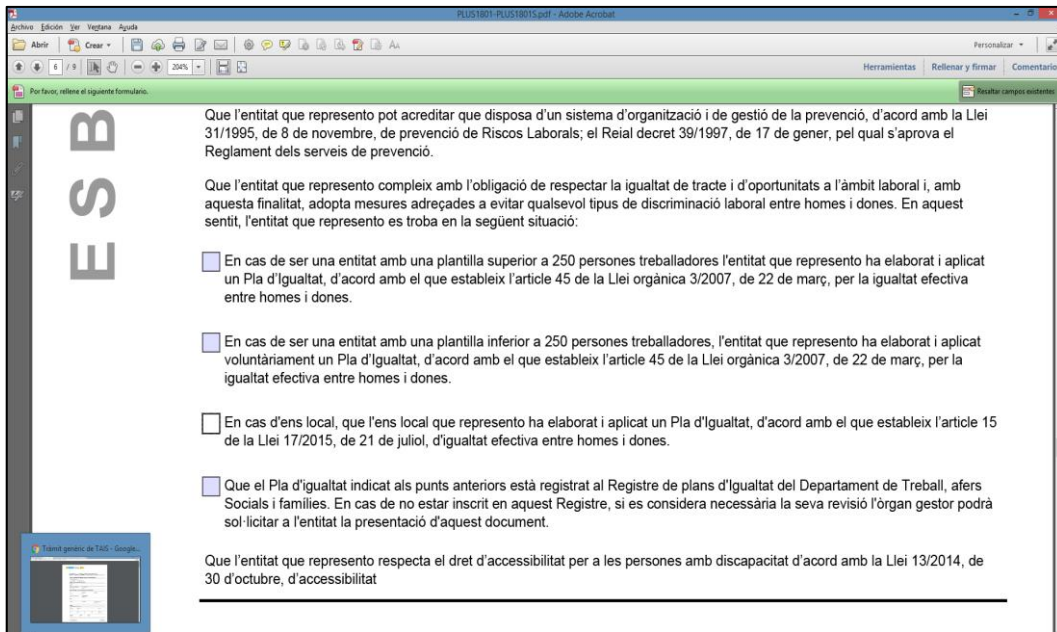 PLUS1801-PLUS1801S.pdf - Adobe Acrobat
Archivo Edición Ver Ventana Ayuda
Abrir Crear Personalizar
6 / 9 204% Herramientas Rellenar y firmar Comentario
Por favor, rellene el siguiente formulario. Resaltar campos existentes
ESB
Que l'entitat que represento pot acreditar que disposa d'un sistema d'organització i de gestió de la prevenció, d'acord amb la Llei
31/1995, de 8 de novembre, de prevenció de Riscos Laborals; el Reial decret 39/1997, de 17 de gener, pel qual s'aprova el
Reglament dels serveis de prevenció.
Que l'entitat que represento compleix amb l'obligació de respectar la igualtat de tracte i d'oportunitats a l'àmbit laboral i, amb
aquesta finalitat, adopta mesures adreçades a evitar qualsevol tipus de discriminació laboral entre homes i dones. En aquest
sentit, l'entitat que represento es troba en la següent situació:
En cas de ser una entitat amb una plantilla superior a 250 persones treballadores l'entitat que represento ha elaborat i aplicat
un Pla d'Igualtat, d'acord amb el que estableix l'article 45 de la Llei orgànica 3/2007, de 22 de març, per la igualtat efectiva
entre homes i dones.
En cas de ser una entitat amb una plantilla inferior a 250 persones treballadores, l'entitat que represento ha elaborat i aplicat
voluntàriament un Pla d'Igualtat, d'acord amb el que estableix l'article 45 de la Llei orgànica 3/2007, de 22 de març, per la
igualtat efectiva entre homes i dones.
En cas d'ens local, que l'ens local que represento ha elaborat i aplicat un Pla d'Igualtat, d'acord amb el que estableix l'article 15
de la Llei 17/2015, de 21 de juliol, d'igualtat efectiva entre homes i dones.
Que el Pla d'igualtat indicat als punts anteriors està registrat al Registre de plans d'Igualtat del Departament de Treball, afers
Socials i famílies. En cas de no estar inscrit en aquest Registre, si es considera necessària la seva revisió l'òrgan gestor podrà
sol·licitar a l'entitat la presentació d'aquest document.
Que l'entitat que represento respecta el dret d'accessibilitat per a les persones amb discapacitat d'acord amb la Llei 13/2014, de
30 d'octubre, d'accessibilitat
Tràmit genèric de TAIS - Google...